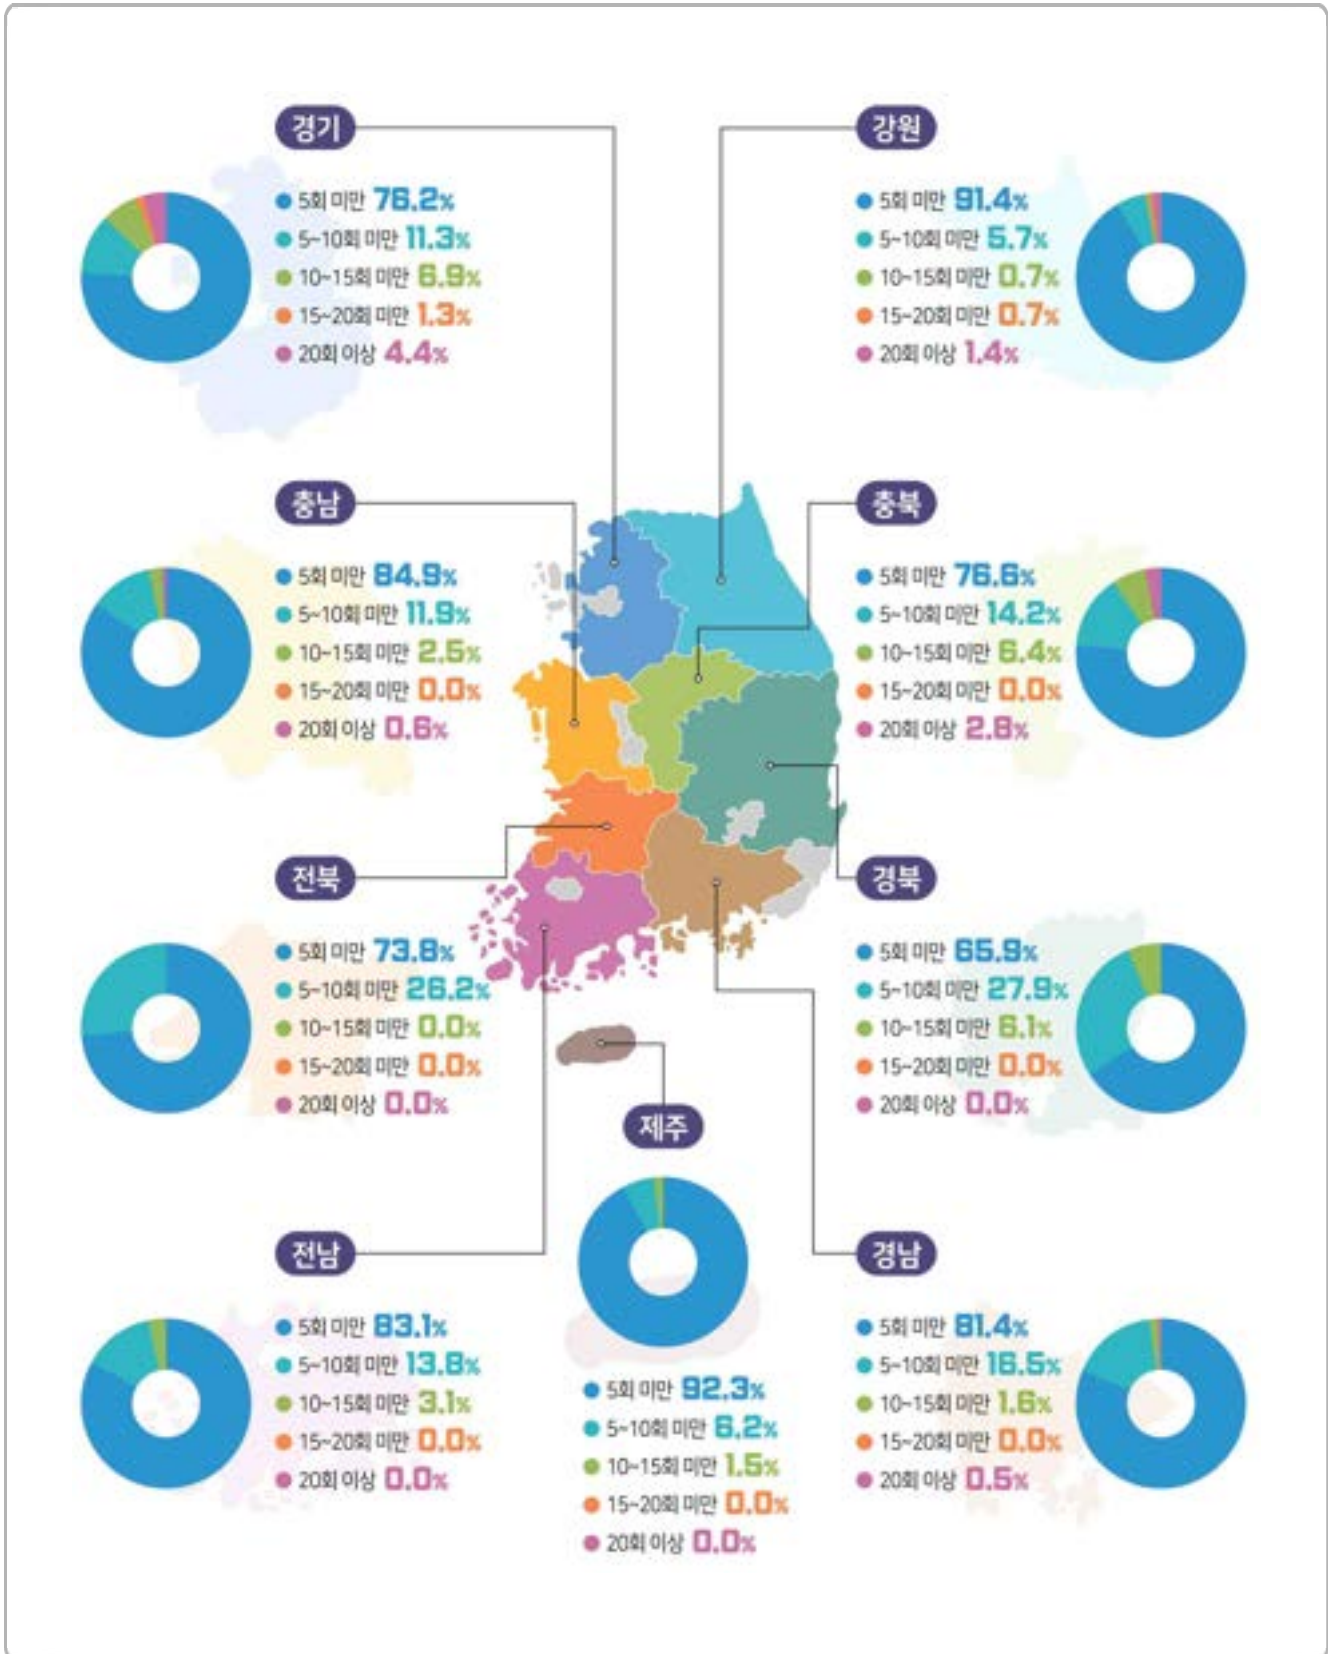 경기
5회 미만 76.2%
5~10회 미만 11.3%
10~15회 미만 6.9%
15~20회 미만 1.3%
20회 이상 4.4%
강원
5회 미만 91.4%
5~10회 미만 5.7%
10~15회 미만 0.7%
15~20회 미만 0.7%
20회 이상 1.4%
충남
5회 미만 84.9%
5~10회 미만 11.9%
10~15회 미만 2.5%
15~20회 미만 0.0%
20회 이상 0.6%
충북
5회 미만 76.6%
5~10회 미만 14.2%
10~15회 미만 6.4%
15~20회 미만 0.0%
20회 이상 2.8%
전북
5회 미만 73.8%
5~10회 미만 26.2%
10~15회 미만 0.0%
15~20회 미만 0.0%
20회 이상 0.0%
경북
5회 미만 65.9%
5~10회 미만 27.9%
10~15회 미만 6.1%
15~20회 미만 0.0%
20회 이상 0.0%
제주
5회 미만 92.3%
5~10회 미만 6.2%
10~15회 미만 1.5%
15~20회 미만 0.0%
20회 이상 0.0%
전남
5회 미만 83.1%
5~10회 미만 13.8%
10~15회 미만 3.1%
15~20회 미만 0.0%
20회 이상 0.0%
경남
5회 미만 81.4%
5~10회 미만 16.5%
10~15회 미만 1.6%
15~20회 미만 0.0%
20회 이상 0.5%